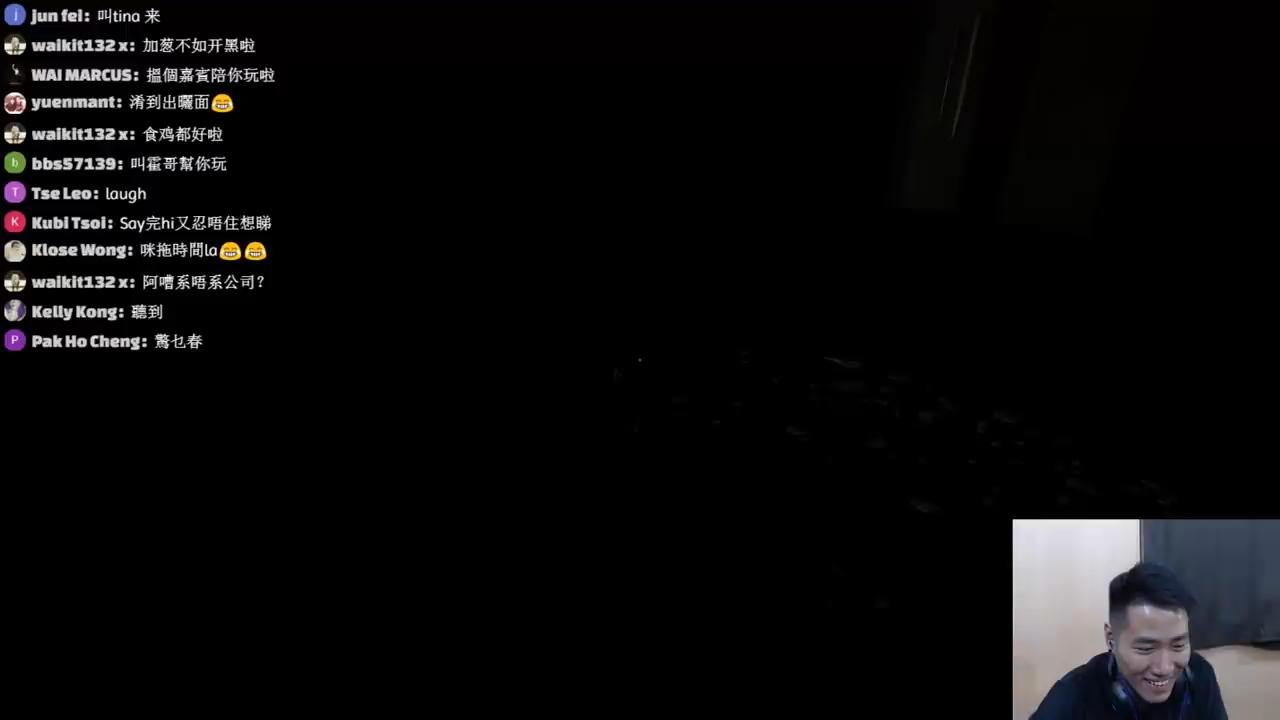 j jun fei: 叫tina 来
waikit132 x: 加葱不如开黑啦
WAI MARCUS: 搵個嘉賓陪你玩啦
yuenmant: 淆到出曬面😂
waikit132 x: 食鸡都好啦
b bbs57139: 叫霍哥幫你玩
T Tse Leo: laugh
K Kubi Tsoi: Say完hi又忍唔住想睇
Klose Wong: 咪拖時間la😂😂
waikit132 x: 阿嘈系唔系公司?
Kelly Kong: 聽到
P Pak Ho Cheng: 驚乜春